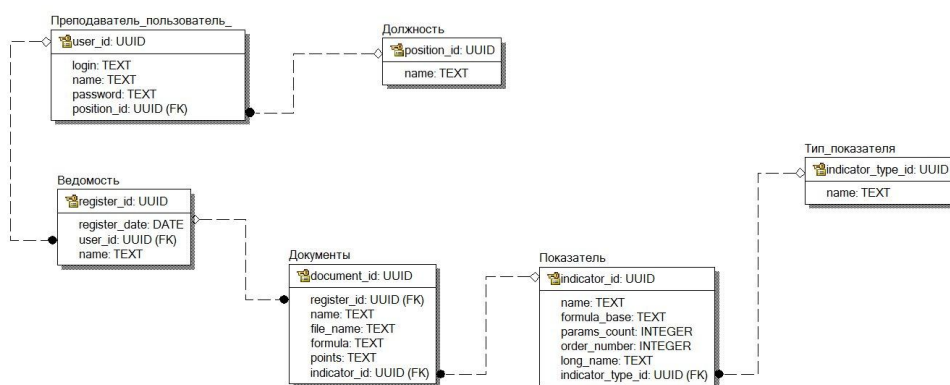 Преподаватель_пользователь_
user_id: UUID
login: TEXT
name: TEXT
password: TEXT
position_id: UUID (FK)
Должность
position_id: UUID
name: TEXT
Тип_показателя
indicator_type_id: UUID
name: TEXT
Ведомость
register_id: UUID
register_date: DATE
user_id: UUID (FK)
name: TEXT
Документы
document_id: UUID
register_id: UUID (FK)
name: TEXT
file_name: TEXT
formula: TEXT
points: TEXT
indicator_id: UUID (FK)
Показатель
indicator_id: UUID
name: TEXT
formula_base: TEXT
params_count: INTEGER
order_number: INTEGER
long_name: TEXT
indicator_type_id: UUID (FK)